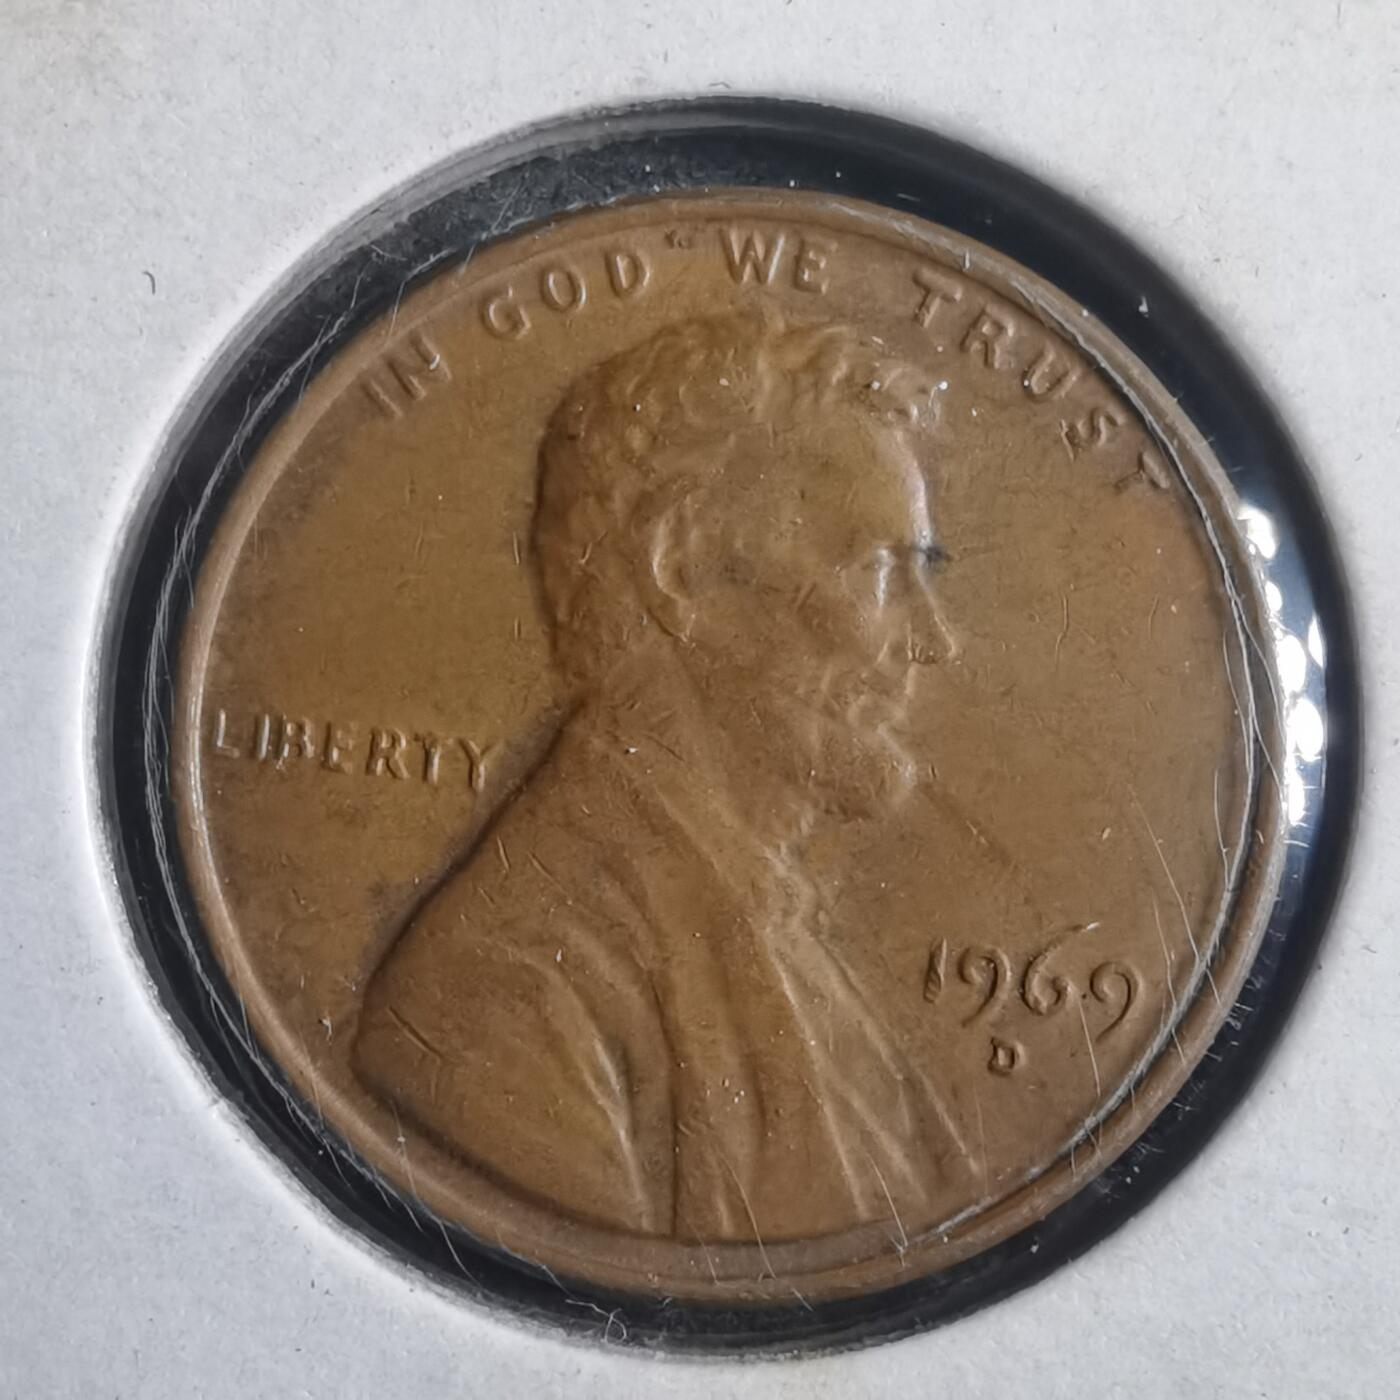 IN GOD WE TRUST
LIBERTY
1969
D